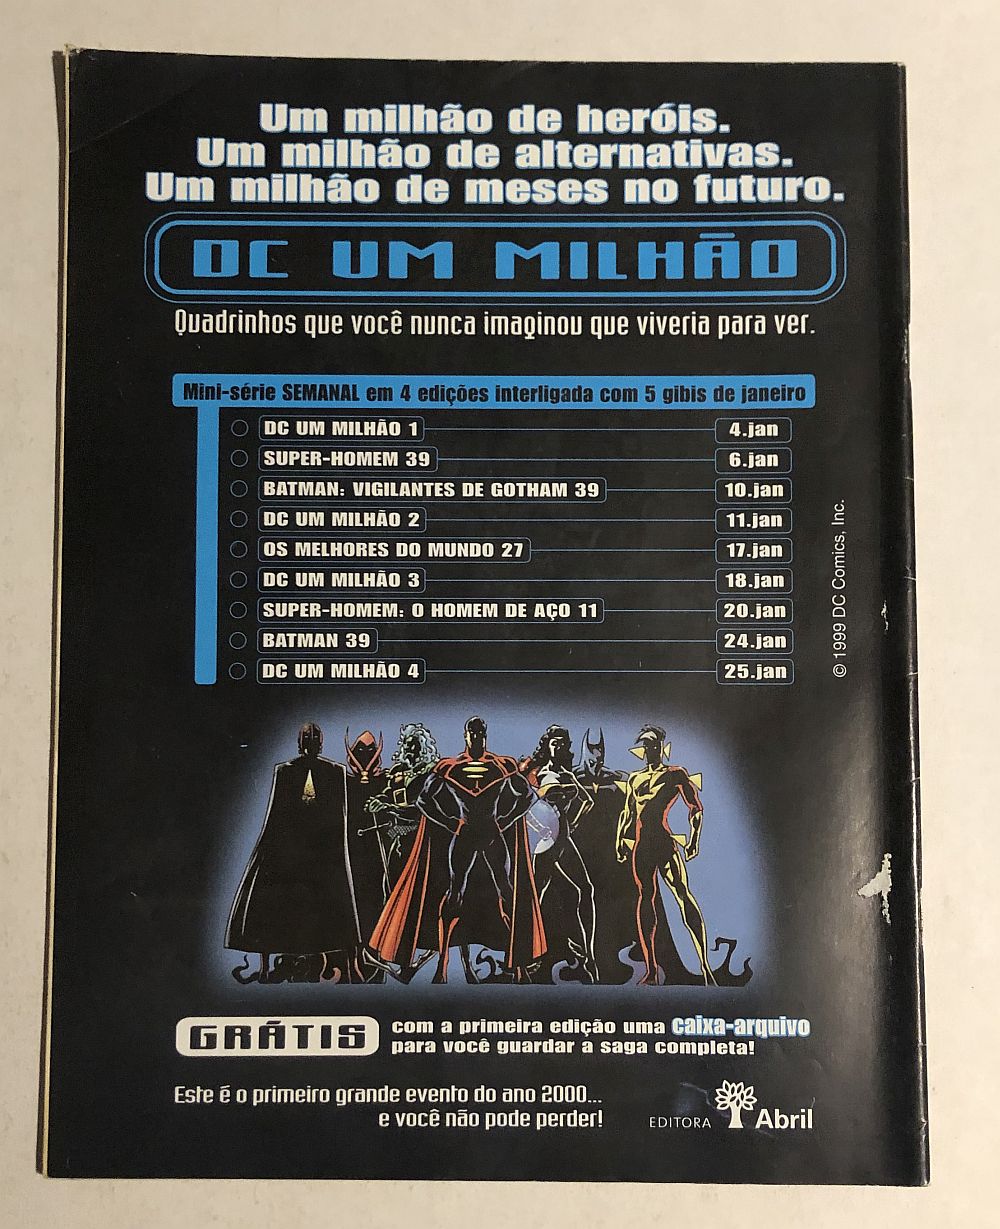 Um milhão de heróis.
Um milhão de alternativas.
Um milhão de meses no futuro.
DC UM MILHÃO
Quadrinhos que você nunca imaginou que viveria para ver.
Mini-série SEMANAL em 4 edições interligada com 5 gibis de janeiro
DC UM MILHÃO 1 4.jan
SUPER-HOMEM 39 6.jan
BATMAN: VIGILANTES DE GOTHAM 39 10.jan
DC UM MILHÃO 2 11.jan
OS MELHORES DO MUNDO 27 17.jan
DC UM MILHÃO 3 18.jan
SUPER-HOMEM: O HOMEM DE AÇO 11 20.jan
BATMAN 39 24.jan
DC UM MILHÃO 4 25.jan
© 1999 DC Comics, Inc.
GRÁTIS com a primeira edição uma caixa-arquivo
para você guardar a saga completa!
Este é o primeiro grande evento do ano 2000...
e você não pode perder!
EDITORA Abril